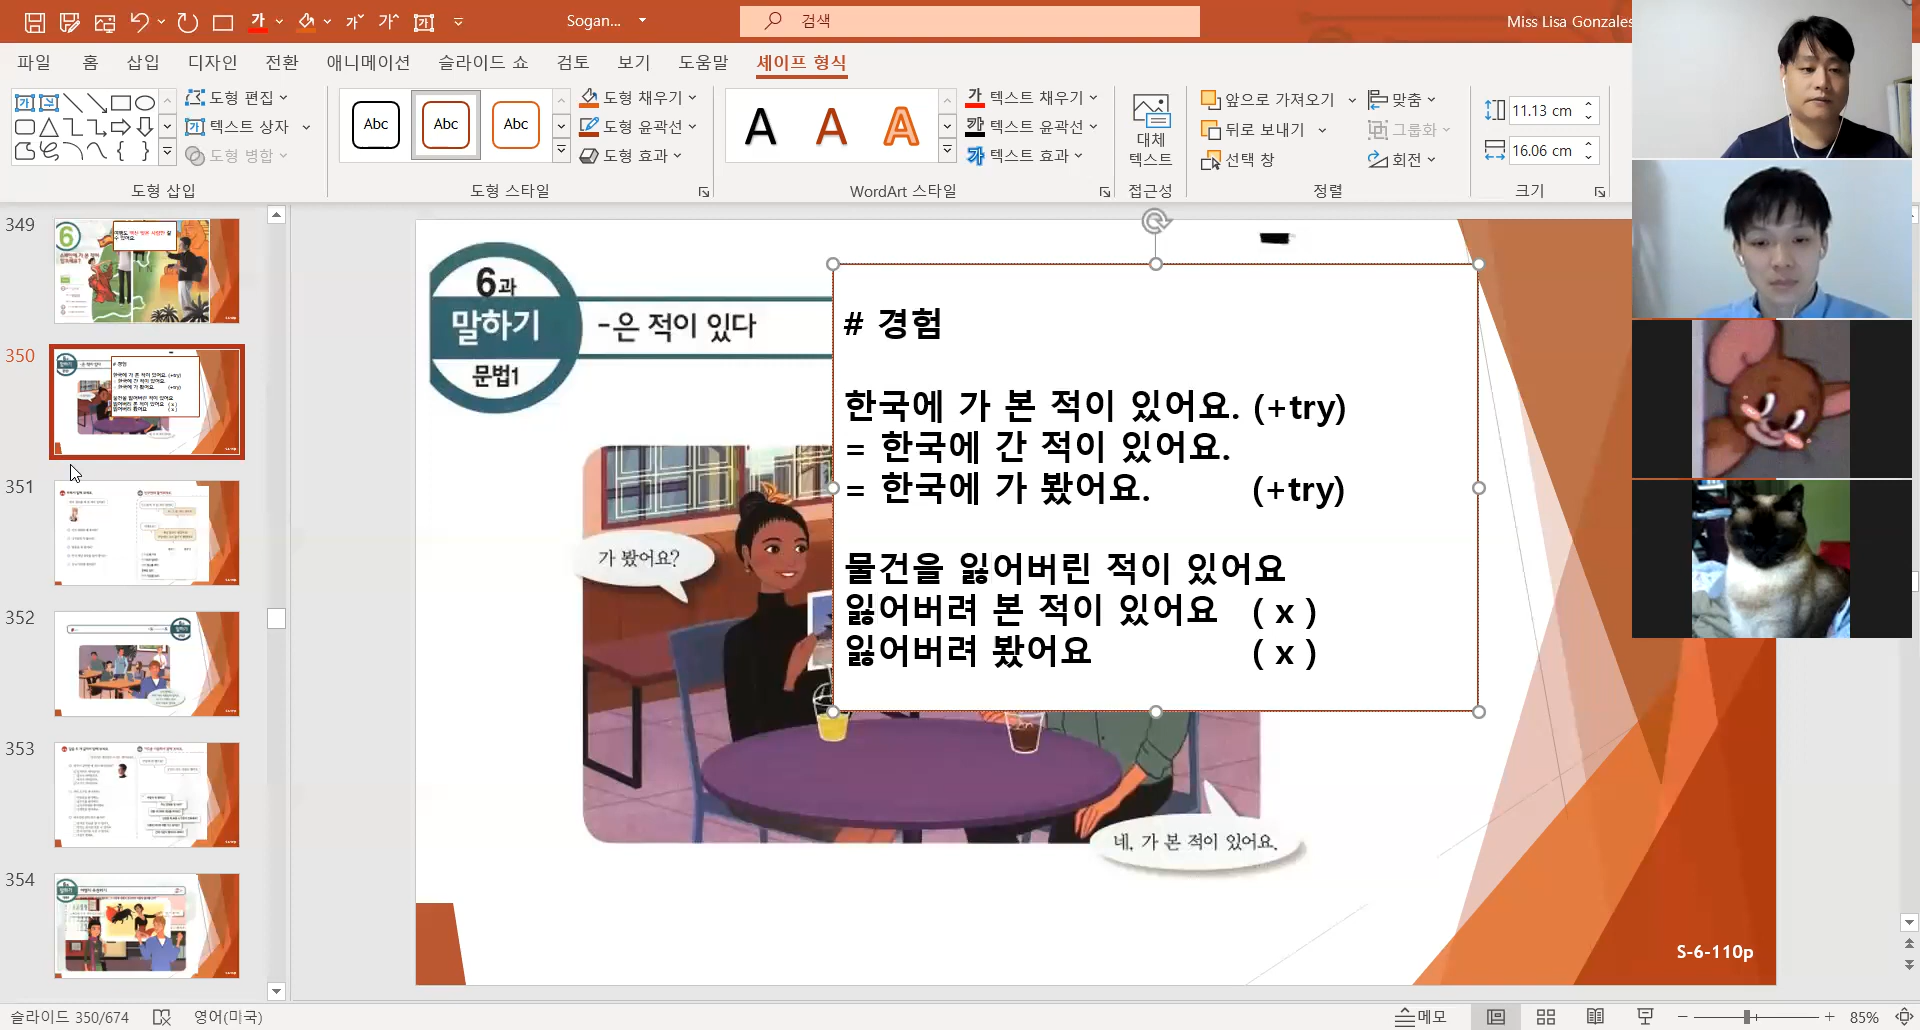 Sogan...
검색
Miss Lisa Gonzales
파일 홈 삽입 디자인 전환 애니메이션 슬라이드 쇼 검토 보기 도움말 셰이프 형식
도형 편집
텍스트 상자
도형 병합
도형 삽입
Abc Abc Abc
도형 채우기
도형 윤곽선
도형 효과
도형 스타일
A A A
텍스트 채우기
텍스트 윤곽선
텍스트 효과
WordArt 스타일
대체
텍스트
접근성
앞으로 가져오기
뒤로 보내기
선택 창
맞춤
그룹화
회전
정렬
11.13 cm
16.06 cm
크기
349
350
351
352
353
354
6과
말하기
문법1
-은 적이 있다
# 경험
한국에 가 본 적이 있어요. (+try)
= 한국에 간 적이 있어요.
= 한국에 가 봤어요. (+try)
물건을 잃어버린 적이 있어요
잃어버려 본 적이 있어요 ( x )
잃어버려 봤어요 ( x )
가 봤어요?
네, 가 본 적이 있어요.
S-6-110p
슬라이드 350/674
영어(미국)
메모
85%